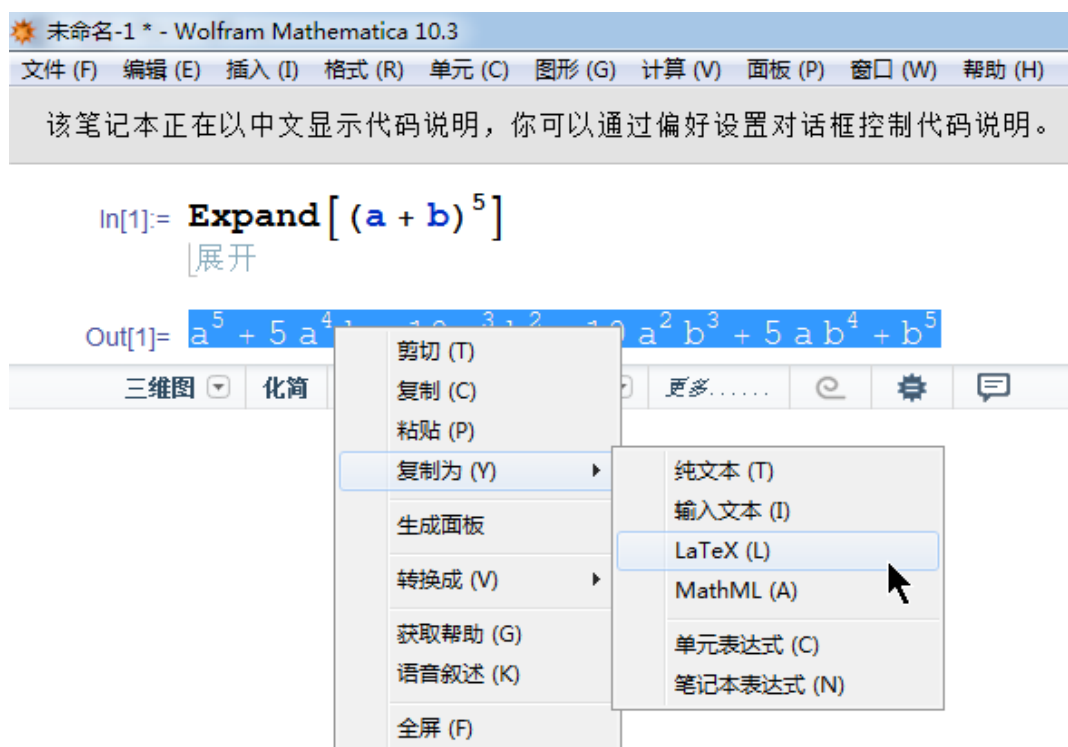 未命名-1 * - Wolfram Mathematica 10.3
文件 (F) 编辑 (E) 插入 (I) 格式 (R) 单元 (C) 图形 (G) 计算 (V) 面板 (P) 窗口 (W) 帮助 (H)
该笔记本正在以中文显示代码说明，你可以通过偏好设置对话框控制代码说明。
In[1]:= Expand[(a + b)^5]
展开
Out[1]= a^5 + 5 a^4 a^2 b^3 + 5 a b^4 + b^5
三维图 化简 更多......
剪切 (T)
复制 (C)
粘贴 (P)
复制为 (Y)
生成面板
转换成 (V)
获取帮助 (G)
语音叙述 (K)
全屏 (F)
纯文本 (T)
输入文本 (I)
LaTeX (L)
MathML (A)
单元表达式 (C)
笔记本表达式 (N)